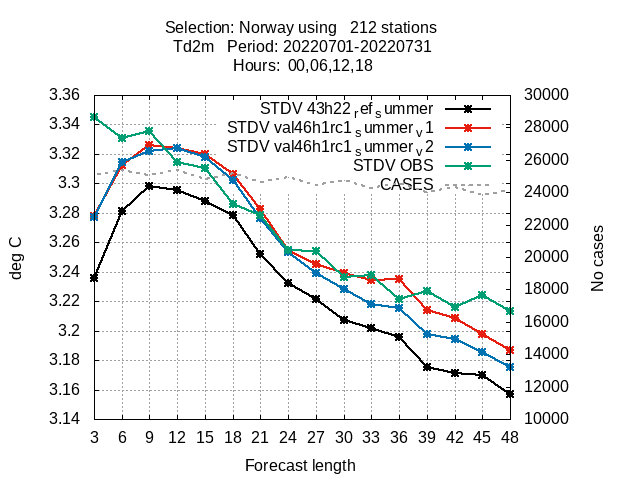 Selection: Norway using   212 stations
Td2m   Period: 20220701-20220731
Hours:  00,06,12,18
deg C
3.36
3.34
3.32
3.3
3.28
3.26
3.24
3.22
3.2
3.18
3.16
3.14
STDV 43h22refsummer
STDV val46h1rc1summerv1
STDV val46h1rc1summerv2
STDV OBS
CASES
30000
28000
26000
24000
22000
20000
18000
16000
14000
12000
10000
No cases
3 6 9 12 15 18 21 24 27 30 33 36 39 42 45 48
Forecast length